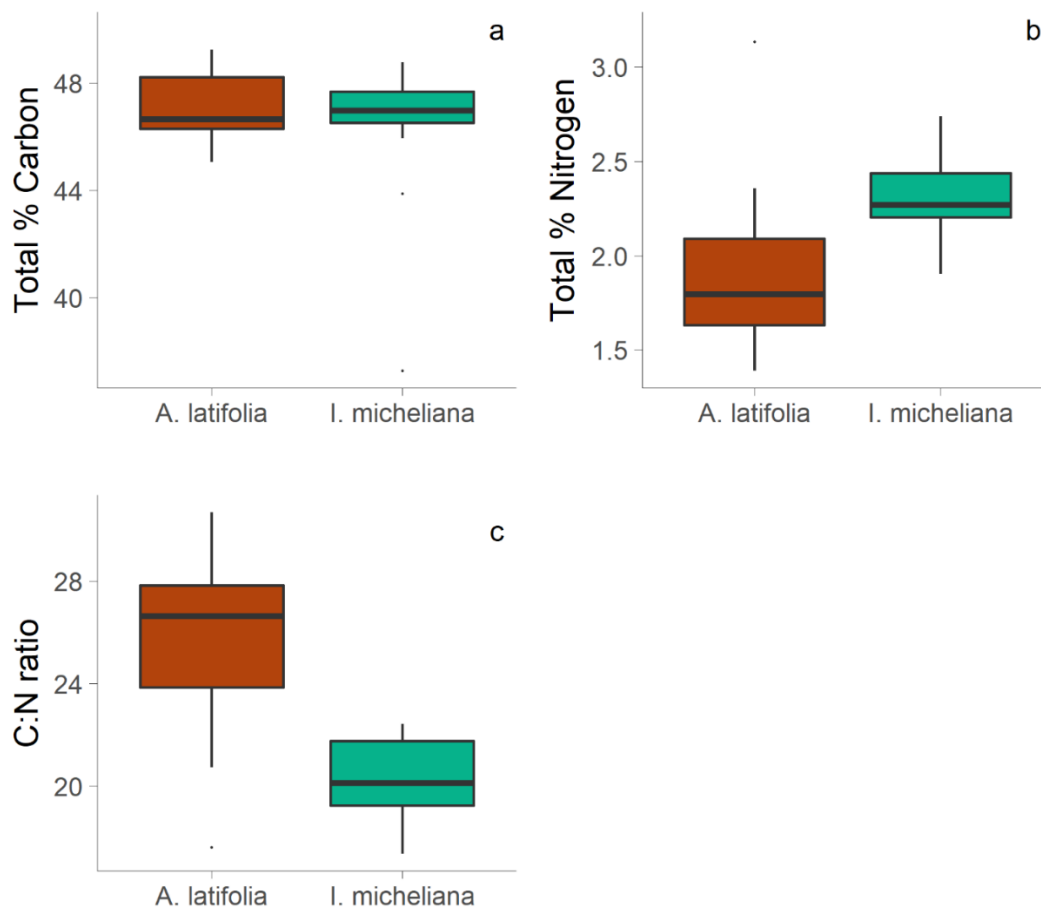 a
Total % Carbon
48
44
40
A. latifolia I. micheliana
b
Total % Nitrogen
3.0
2.5
2.0
1.5
A. latifolia I. micheliana
c
C:N ratio
28
24
20
A. latifolia I. micheliana